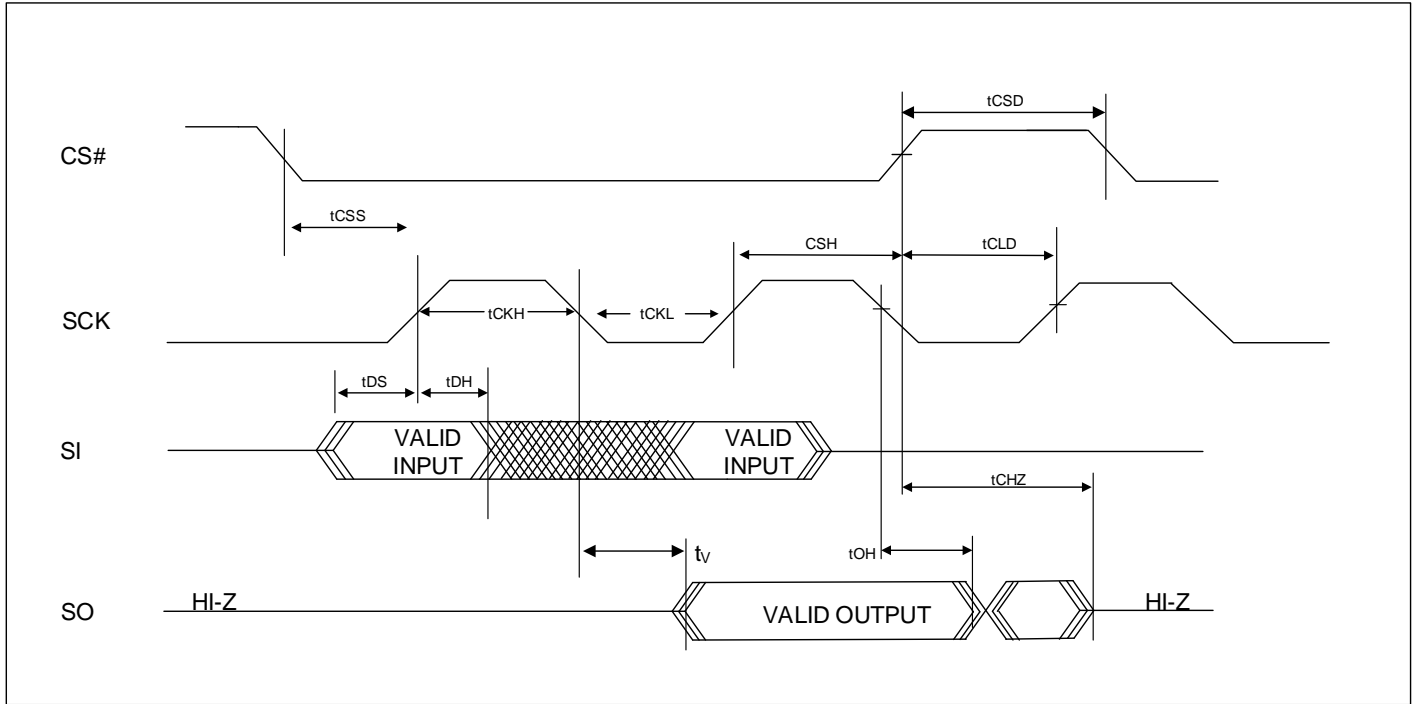 tCSD
CS#
tCSS
CSH
tCLD
SCK
tCKH
tCKL
tDS
tDH
SI
VALID
INPUT
VALID
INPUT
tCHZ
tV
tOH
SO
HI-Z
VALID OUTPUT
HI-Z